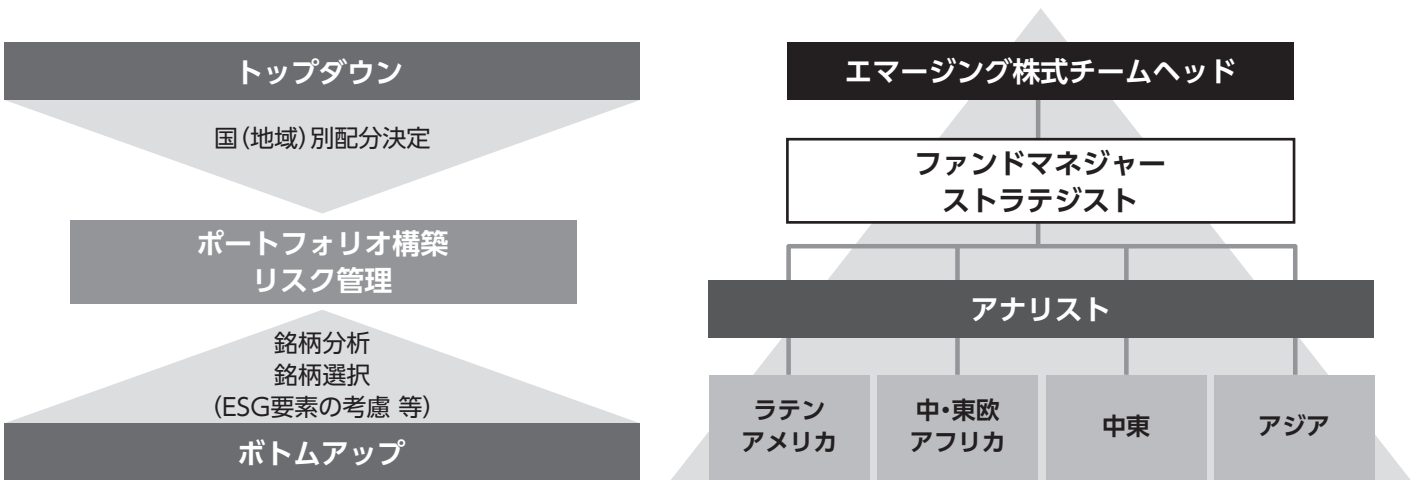 トップダウン
国（地域）別配分決定
ポートフォリオ構築
リスク管理
銘柄分析
銘柄選択
（ESG要素の考慮 等）
ボトムアップ
エマージング株式チームヘッド
ファンドマネジャー
ストラテジスト
アナリスト
ラテン
アメリカ
中・東欧
アフリカ
中東
アジア